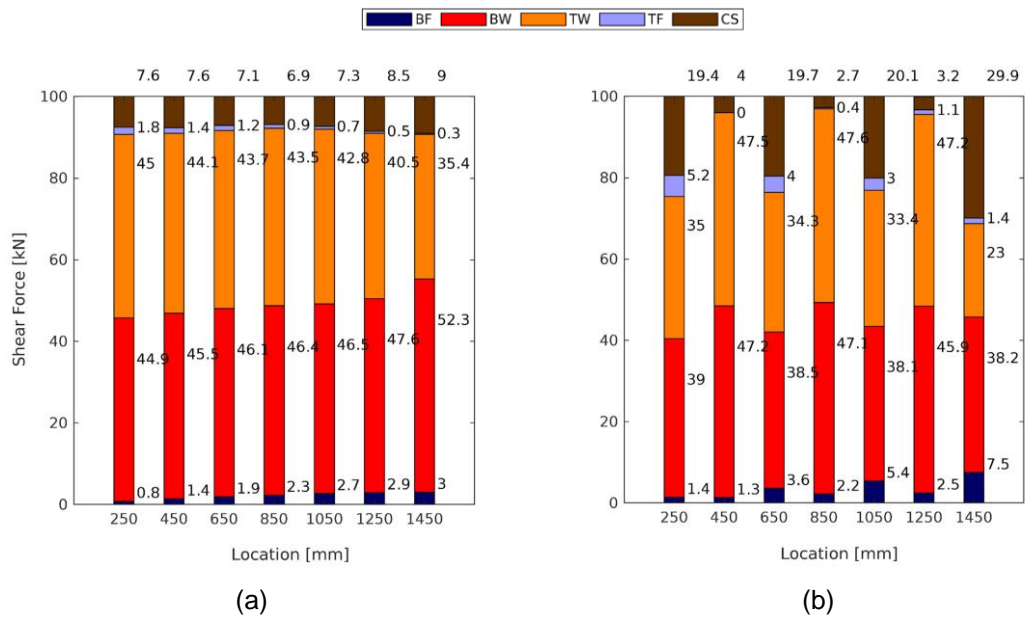 BF BW TW TF CS
7.6 7.6 7.1 6.9 7.3 8.5 9
19.4 4 19.7 2.7 20.1 3.2 29.9
100
80
60
40
20
0
Shear Force [kN]
1.8 1.4 1.2 0.9 0.7 0.5 0.3
45 44.1 43.7 43.5 42.8 40.5 35.4
44.9 45.5 46.1 46.4 46.5 47.6 52.3
0.8 1.4 1.9 2.3 2.7 2.9 3
250 450 650 850 1050 1250 1450
Location [mm]
(a)
100
80
60
40
20
0
5.2 0 4 0.4 3 1.1 1.4
35 47.5 34.3 47.6 33.4 47.2 23
39 47.2 38.5 47.1 38.1 45.9 38.2
1.4 1.3 3.6 2.2 5.4 2.5 7.5
250 450 650 850 1050 1250 1450
Location [mm]
(b)